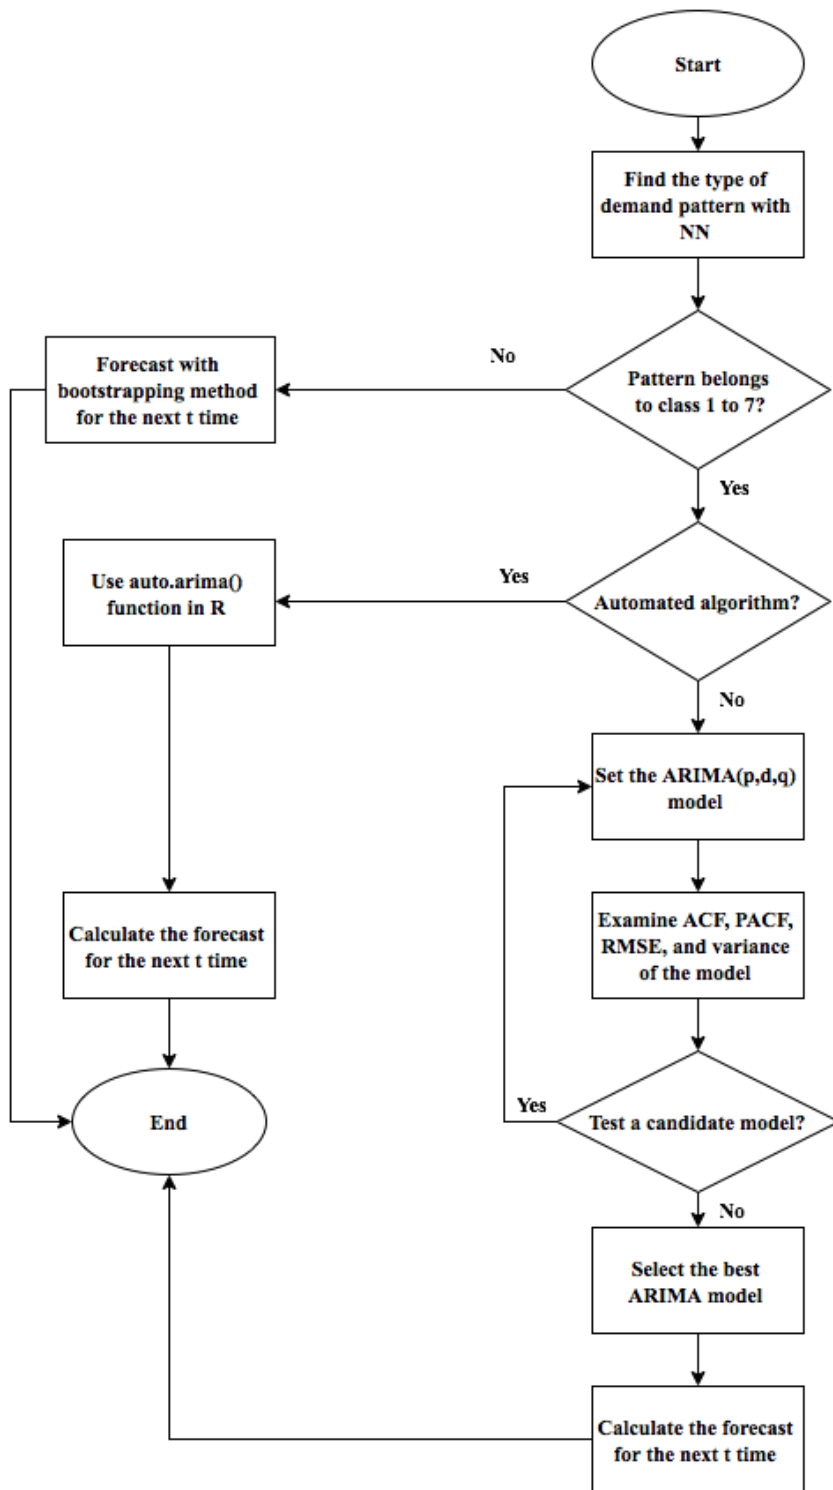 Start
Find the type of
demand pattern with
NN
Pattern belongs
to class 1 to 7?
No
Forecast with
bootstrapping method
for the next t time
Yes
Automated algorithm?
Yes
Use auto.arima()
function in R
Calculate the forecast
for the next t time
No
Set the ARIMA(p,d,q)
model
Examine ACF, PACF,
RMSE, and variance
of the model
Test a candidate model?
Yes
End
No
Select the best
ARIMA model
Calculate the forecast
for the next t time